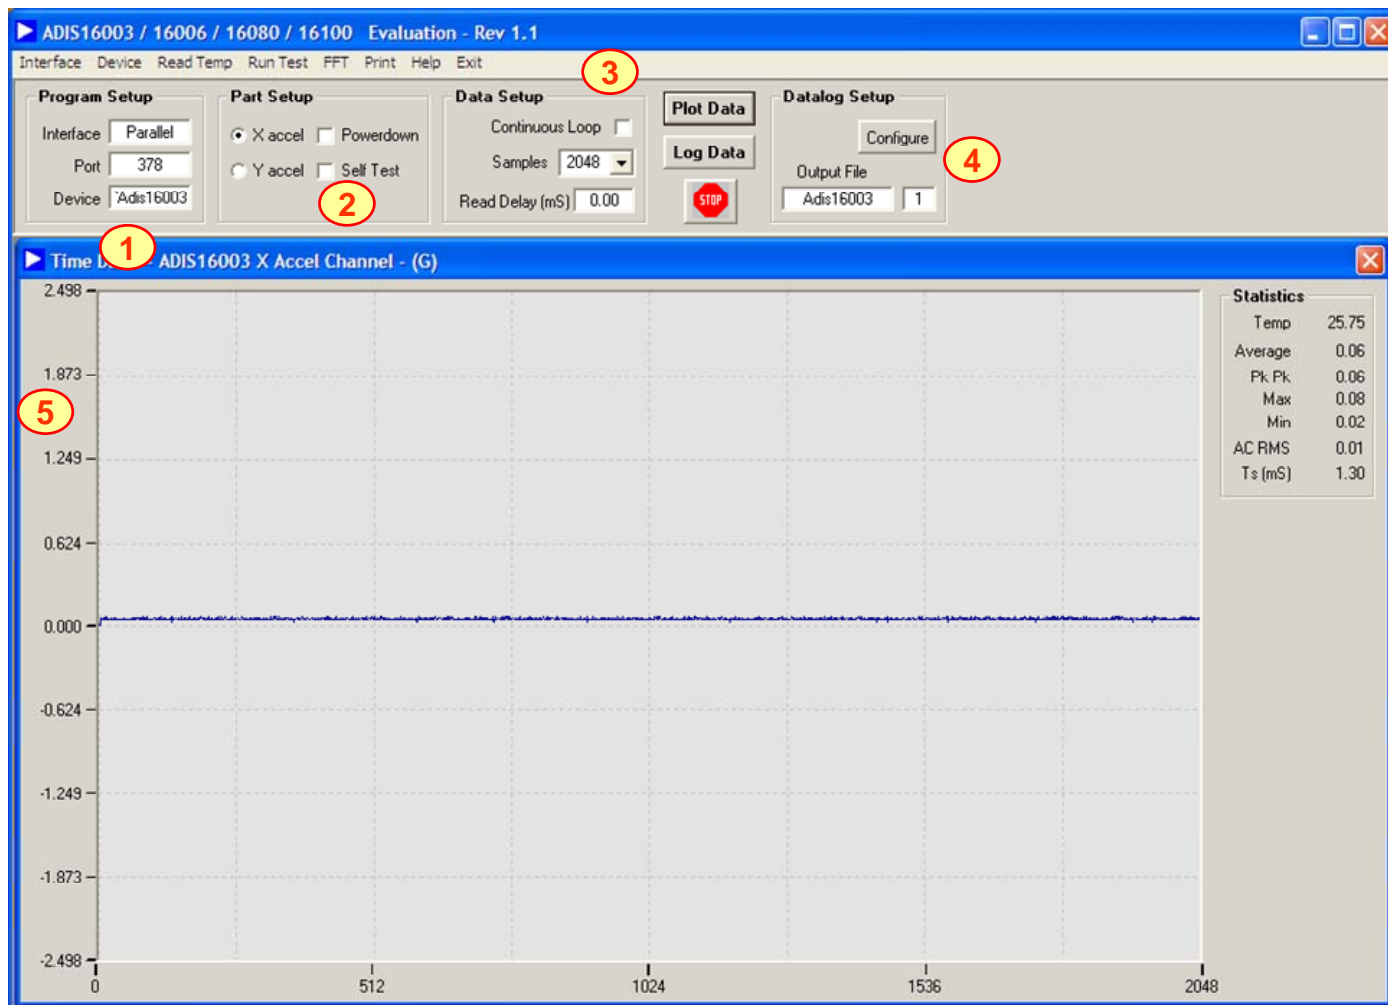 ADIS16003 / 16006 / 16080 / 16100 Evaluation - Rev 1.1
Interface Device Read Temp Run Test FFT Print Help Exit
3
Program Setup
Interface Parallel
Port 378
Device `Adis16003
1
Part Setup
X accel Powerdown
Y accel Self Test
2
Data Setup
Continuous Loop
Samples 2048
Read Delay (mS) 0.00
Plot Data
Log Data
STOP
Datalog Setup
Configure
Output File
Adis16003 1
4
Time - ADIS16003 X Accel Channel - (G)
2.498
1.873
5
1.249
0.624
0.000
-0.624
-1.249
-1.873
-2.498
0 512 1024 1536 2048
Statistics
Temp 25.75
Average 0.06
Pk Pk 0.06
Max 0.08
Min 0.02
AC RMS 0.01
Ts (mS) 1.30